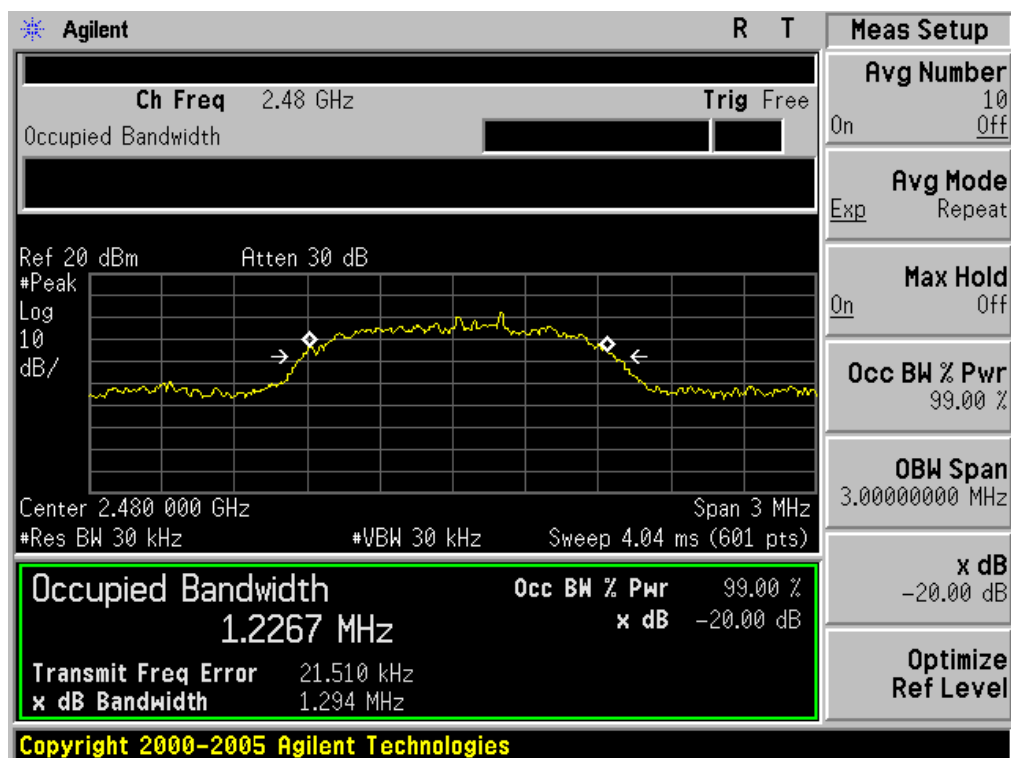 Agilent R T
Ch Freq 2.48 GHz Trig Free
Occupied Bandwidth
Ref 20 dBm Atten 30 dB
#Peak
Log
10
dB/
Center 2.480 000 GHz Span 3 MHz
#Res BW 30 kHz #VBW 30 kHz Sweep 4.04 ms (601 pts)
Occupied Bandwidth Occ BW % Pwr 99.00 %
1.2267 MHz x dB -20.00 dB
Transmit Freq Error 21.510 kHz
x dB Bandwidth 1.294 MHz
Copyright 2000-2005 Agilent Technologies
Meas Setup
Avg Number
10
On Off
Avg Mode
Exp Repeat
Max Hold
On Off
Occ BW % Pwr
99.00 %
OBW Span
3.00000000 MHz
x dB
-20.00 dB
Optimize
Ref Level